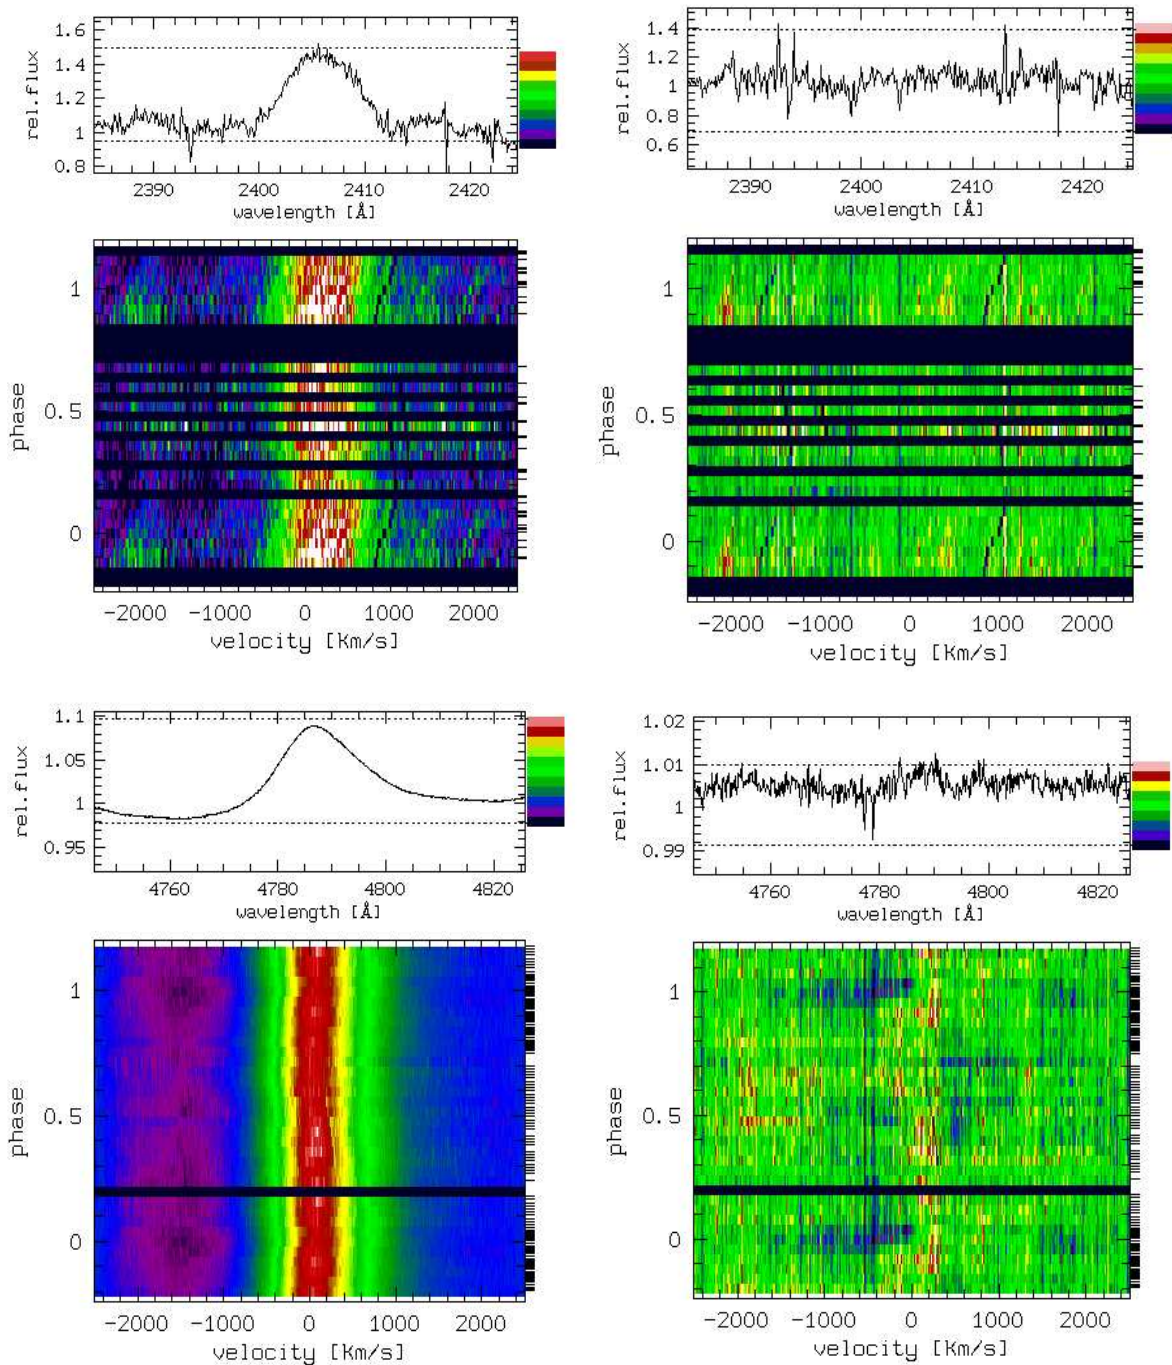 1.6
1.4
1.2
1
0.8
rel.flux
2390 2400 2410 2420
wavelength [Å]
1.4
1.2
1
0.8
0.6
rel.flux
2390 2400 2410 2420
wavelength [Å]
1
0.5
0
phase
-2000 -1000 0 1000 2000
velocity [Km/s]
1
0.5
0
phase
-2000 -1000 0 1000 2000
velocity [Km/s]
1.1
1.05
1
0.95
rel.flux
4760 4780 4800 4820
wavelength [Å]
1.02
1.01
1
0.99
rel.flux
4760 4780 4800 4820
wavelength [Å]
1
0.5
0
phase
-2000 -1000 0 1000 2000
velocity [Km/s]
1
0.5
0
phase
-2000 -1000 0 1000 2000
velocity [Km/s]